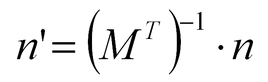 n' = (M^T)^{-1} · n